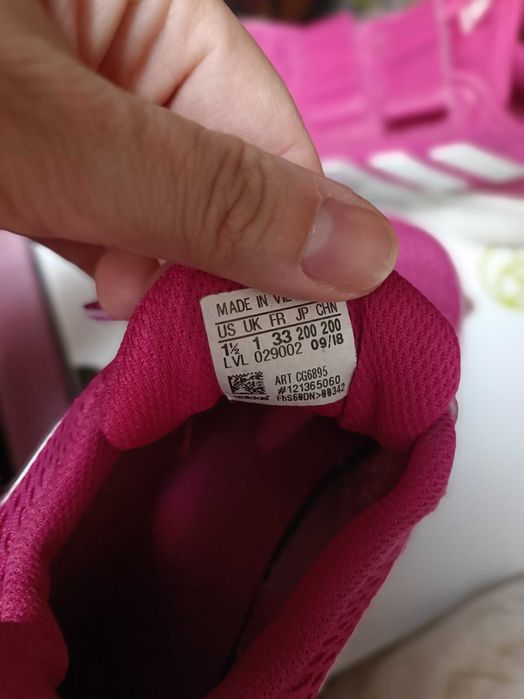 MADE IN
US UK FR JP CHN
1½ 1 33 200 200
LVL 029002 09/18
ART CG6895
#121365060
adidas